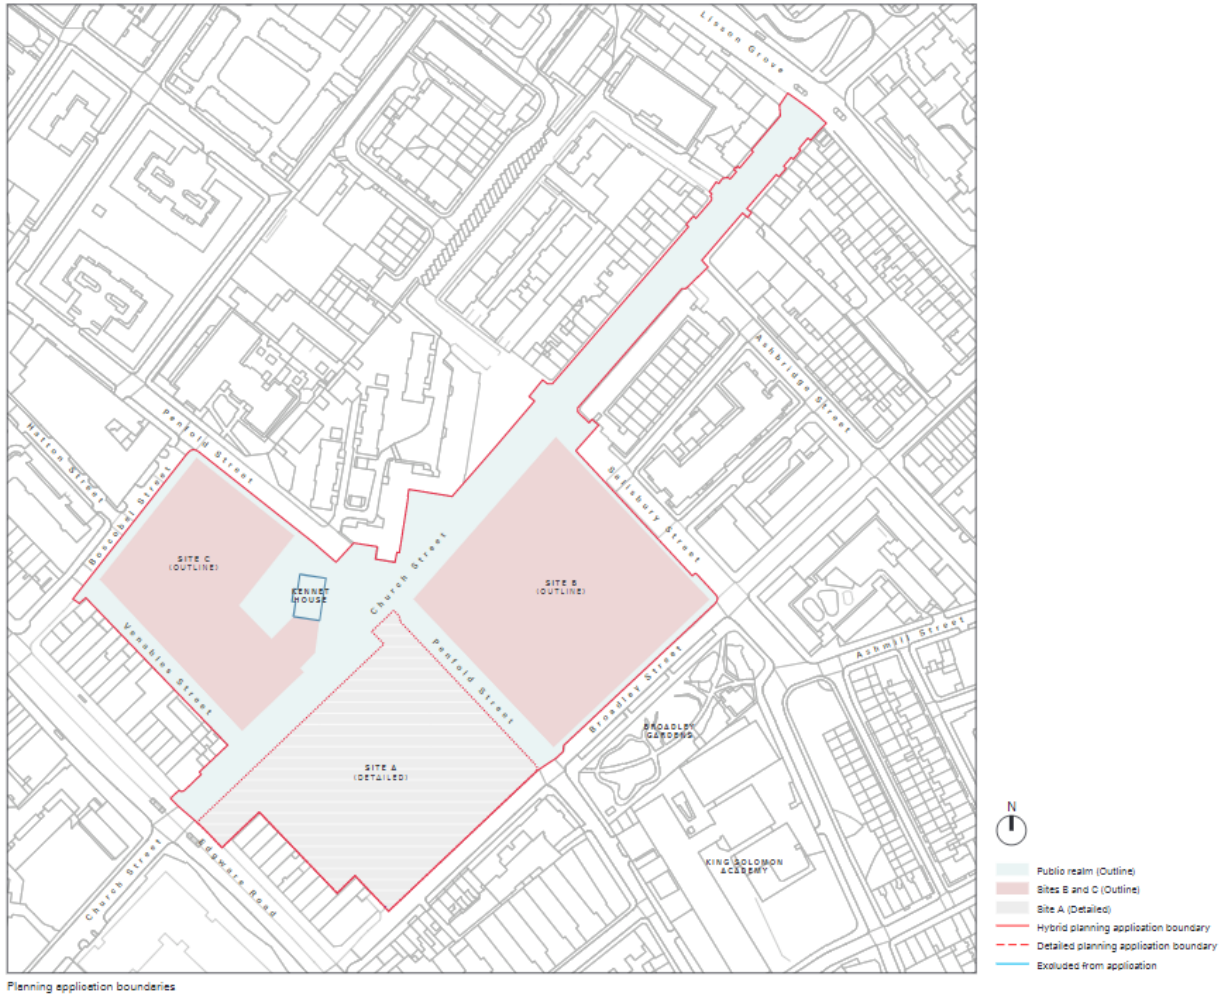 Lisson Grove
Ashbridge Street
Hatton Street
Penfold Street
Boscobel Street
Salisbury Street
SITE C
(OUTLINE)
KENNET
HOUSE
Church Street
SITE B
(OUTLINE)
Venables Street
Penfold Street
Ashmill Street
Broadley Street
BROADLEY
GARDENS
SITE A
(DETAILED)
Edgware Road
Church Street
KING SOLOMON
ACADEMY
N
Public realm (Outline)
Sites B and C (Outline)
Site A (Detailed)
Hybrid planning application boundary
Detailed planning application boundary
Excluded from application
Planning application boundaries